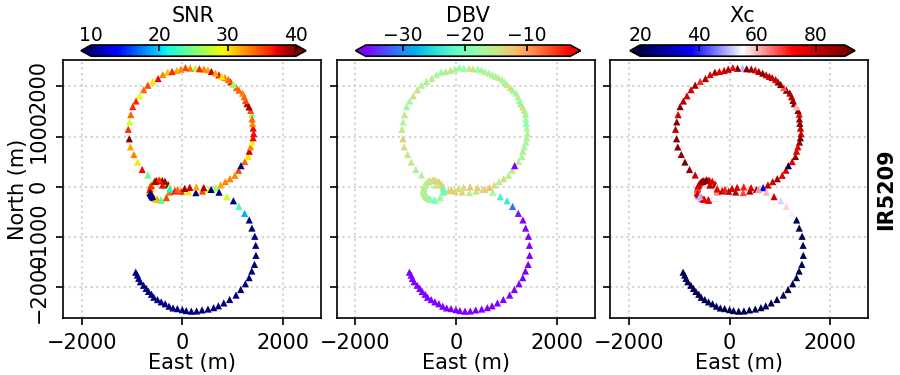 SNR DBV Xc
10 20 30 40 −30 −20 −10 20 40 60 80
2000
1000
0
−1000
−2000
North (m)
IR5209
−2000 0 2000 −2000 0 2000 −2000 0 2000
East (m) East (m) East (m)